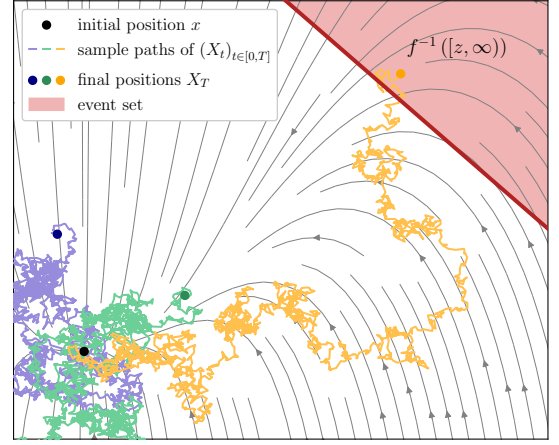 initial position x
sample paths of (X_t)_{t∈[0,T]}
final positions X_T
event set
f^{-1}([z, ∞))